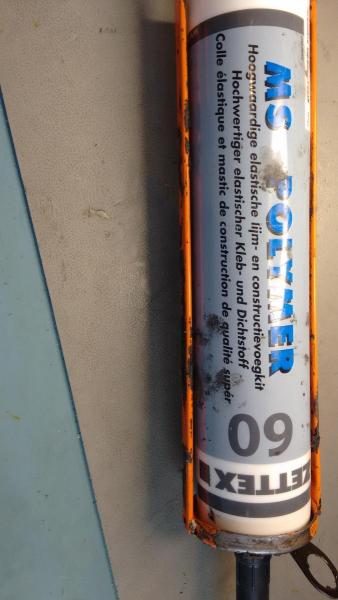 MS POLYMER
Hoogwaardige elastische lijm- en constructievoegkit
Hochwertiger elastischer Kleb- und Dichtstoff
Colle élastique et mastic de construction de qualité supér
60
ZETTEX